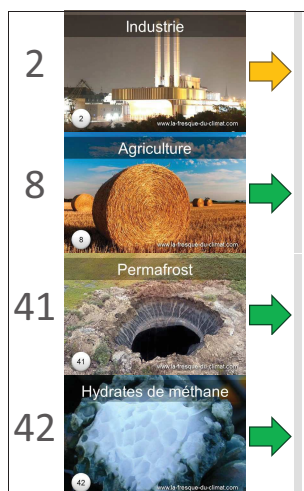 2
Industrie
2
www.la-fresque-du-climat.com
8
Agriculture
8
www.la-fresque-du-climat.com
41
Permafrost
41
www.la-fresque-du-climat.com
42
Hydrates de méthane
42
www.la-fresque-du-climat.com